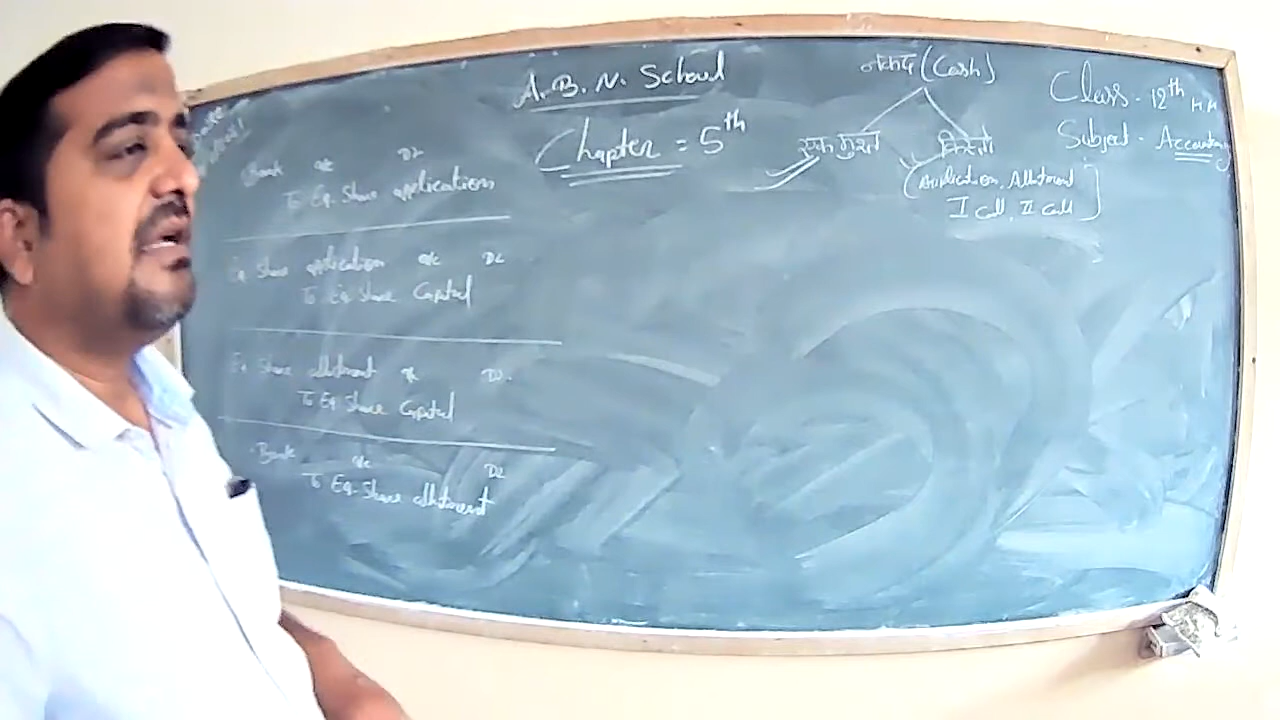 A.B.N. School
Chapter = 5th
नकद (Cash)
एक मुश्त किस्तों
(Application, Allotment
I Call, II Call)
Class - 12th H.M
Subject - Accountancy
Bank a/c Dr
To Eq. Share application
Eq. Share application a/c Dr
To Eq. Share Capital
Eq. Share allotment a/c Dr.
To Eq. Share Capital
Bank a/c Dr
To Eq. Share allotment